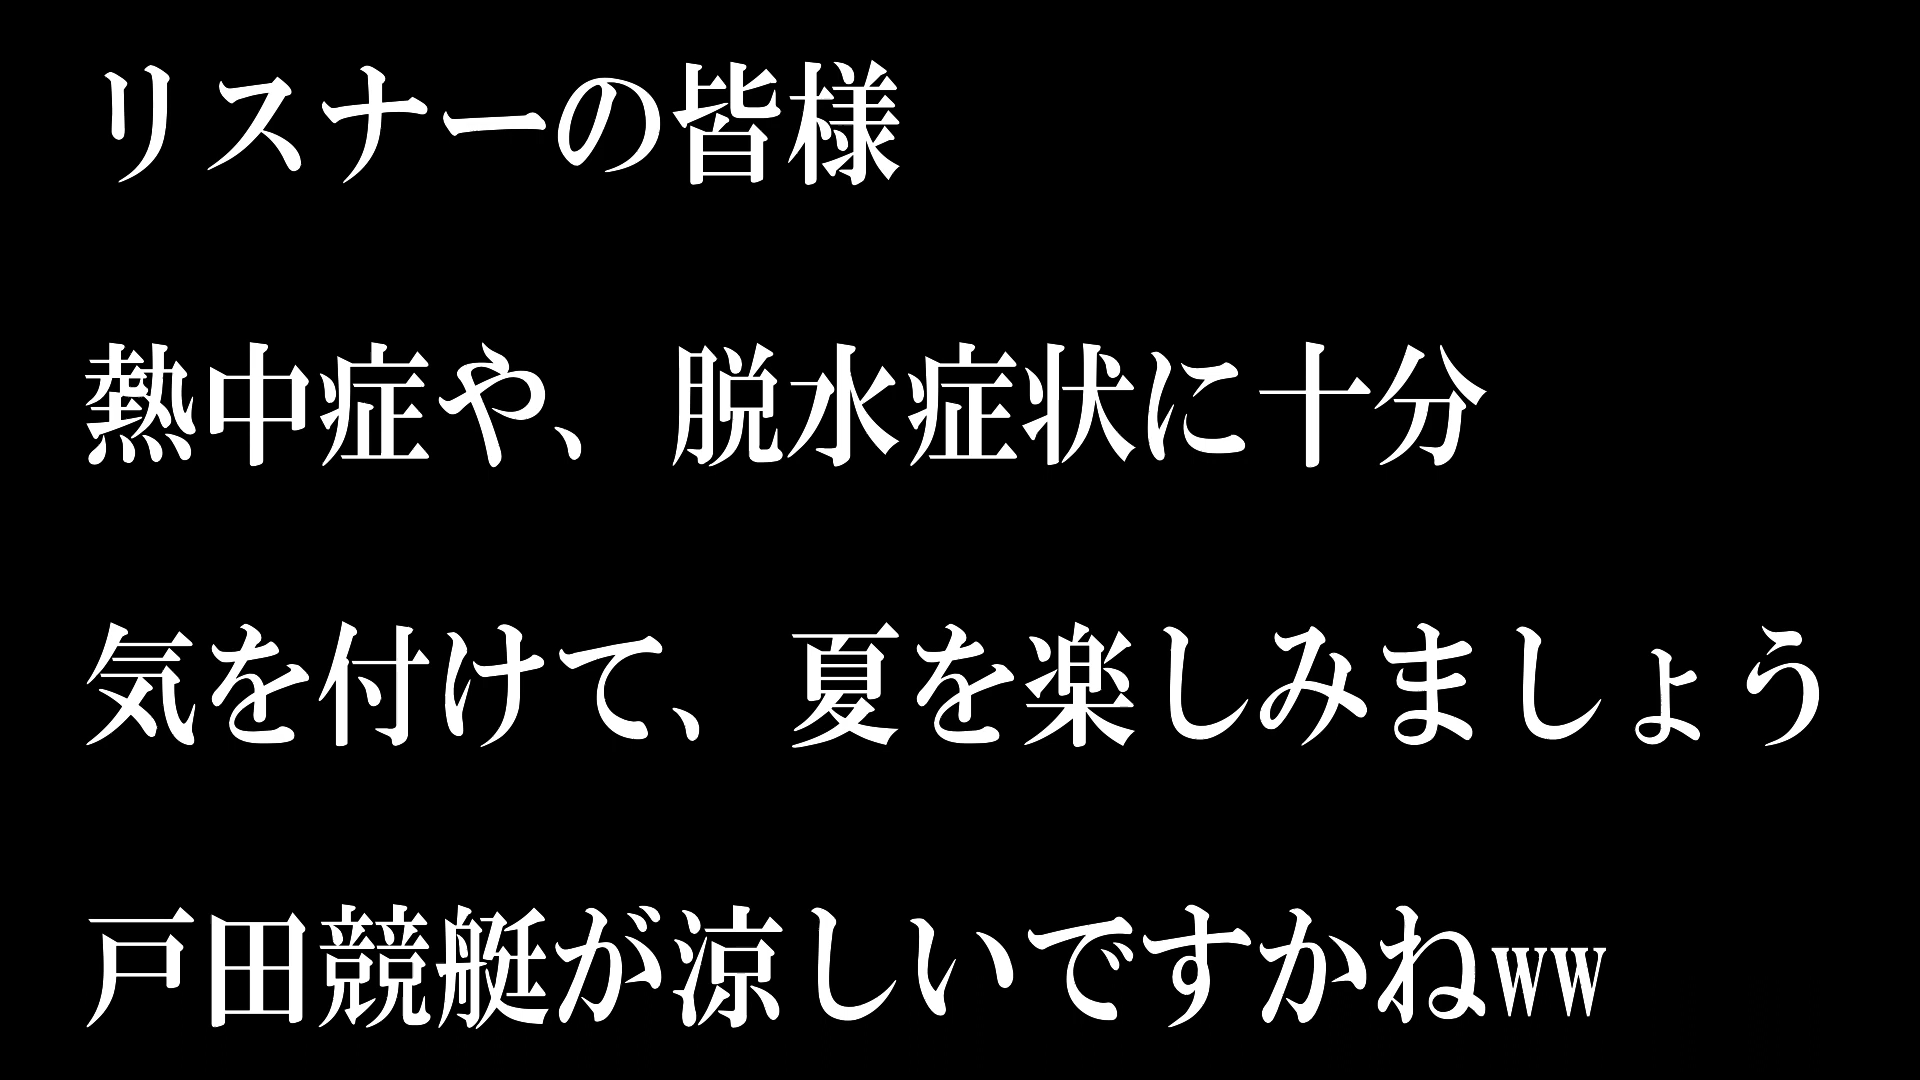 リスナーの皆様
熱中症や、脱水症状に十分
気を付けて、夏を楽しみましょう
戸田競艇が涼しいですかねww